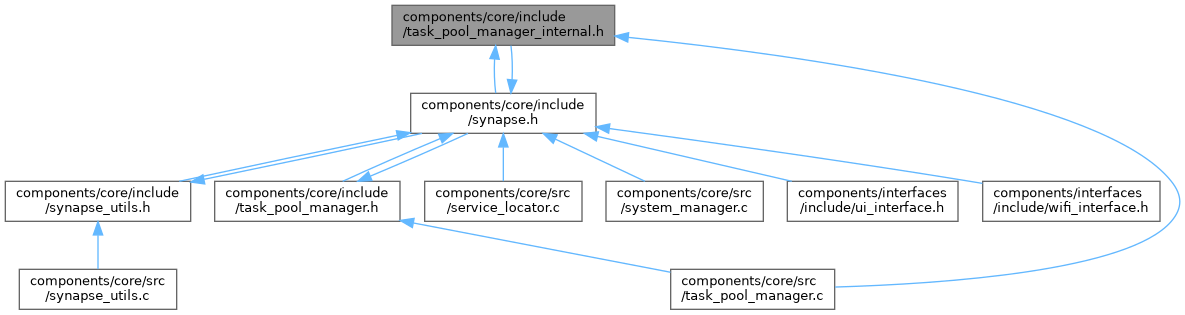 components/core/include
/task_pool_manager_internal.h
components/core/include
/synapse.h
components/core/include
/synapse_utils.h
components/core/include
/task_pool_manager.h
components/core/src
/service_locator.c
components/core/src
/system_manager.c
components/interfaces
/include/ui_interface.h
components/interfaces
/include/wifi_interface.h
components/core/src
/synapse_utils.c
components/core/src
/task_pool_manager.c